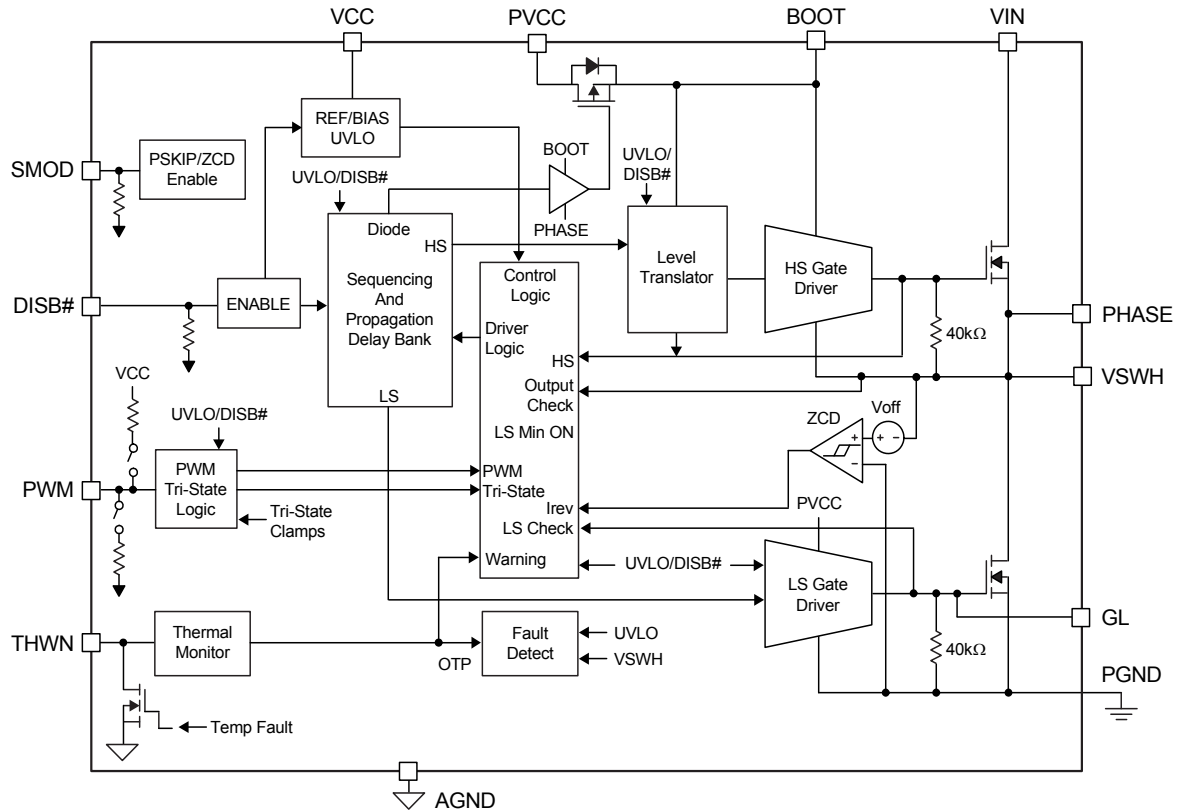 VCC
PVCC
BOOT
VIN
REF/BIAS
UVLO
SMOD
PSKIP/ZCD
Enable
BOOT
UVLO/
DISB#
UVLO/DISB#
PHASE
Diode
HS
Sequencing
And
Propagation
Delay Bank
LS
Level
Translator
HS Gate
Driver
Control
Logic
Driver
Logic
HS
Output
Check
LS Min ON
PWM
Tri-State
Irev
LS Check
Warning
DISB#
ENABLE
40kΩ
PHASE
VSWH
VCC
UVLO/DISB#
ZCD
Voff
+
-
+
-
PWM
PWM
Tri-State
Logic
Tri-State
Clamps
PVCC
UVLO/DISB#
LS Gate
Driver
GL
THWN
Thermal
Monitor
OTP
Fault
Detect
UVLO
VSWH
40kΩ
PGND
Temp Fault
AGND